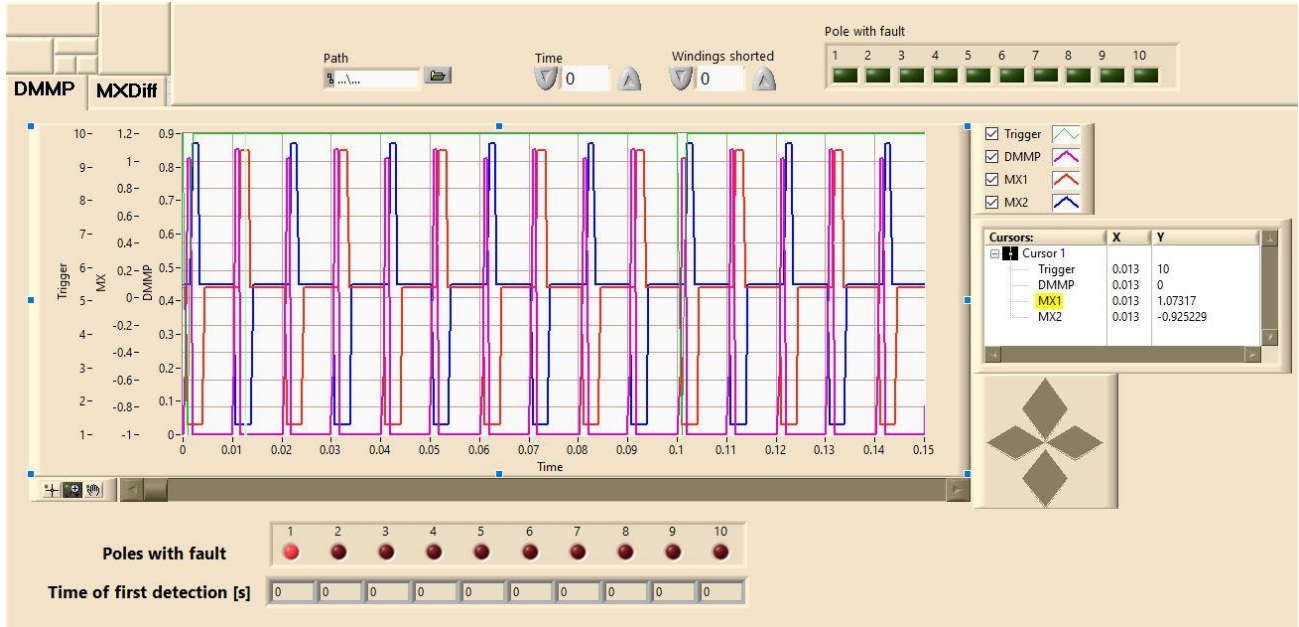 Pole with fault
Path
Time
Windings shorted
1 2 3 4 5 6 7 8 9 10
...\...
0
0
DMMP
MXDiff
10 9 8 7 6 5 4 3 2 1
Trigger
1.2 1 0.8 0.6 0.4 0.2 0 -0.2 -0.4 -0.6 -0.8 -1
MX
0.9 0.8 0.7 0.6 0.5 0.4 0.3 0.2 0.1 0
DMMP
0 0.01 0.02 0.03 0.04 0.05 0.06 0.07 0.08 0.09 0.1 0.11 0.12 0.13 0.14 0.15
Time
Trigger
DMMP
MX1
MX2
Cursors: X Y
Cursor 1
Trigger 0.013 10
DMMP 0.013 0
MX1 0.013 1.07317
MX2 0.013 -0.925229
1 2 3 4 5 6 7 8 9 10
Poles with fault
Time of first detection [s] 0 0 0 0 0 0 0 0 0 0